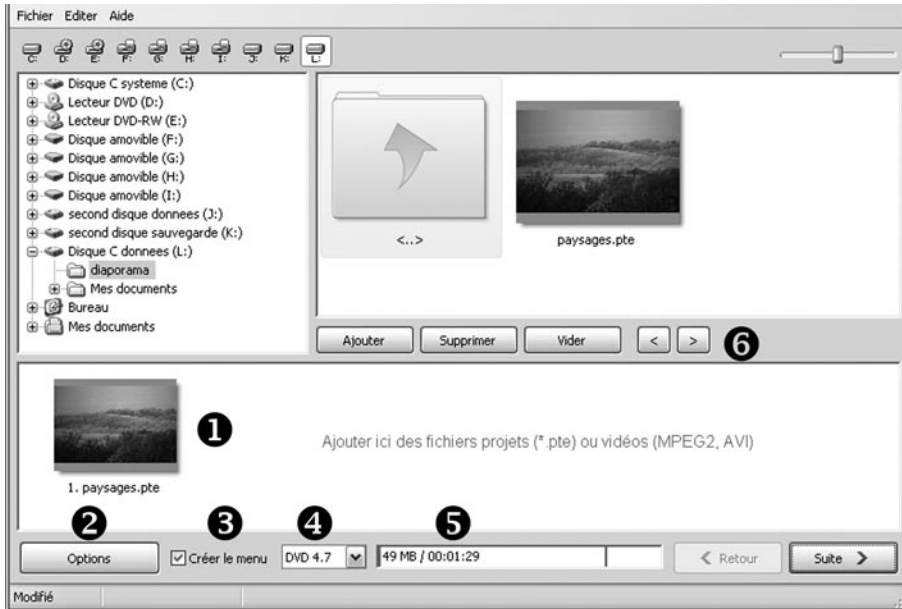 Fichier Editer Aide
C: D: E: F: G: H: I: J: K: L:
Disque C systeme (C:)
Lecteur DVD (D:)
Lecteur DVD-RW (E:)
Disque amovible (F:)
Disque amovible (G:)
Disque amovible (H:)
Disque amovible (I:)
second disque donnees (J:)
second disque sauvegarde (K:)
Disque C donnees (L:)
diaporama
Mes documents
Bureau
Mes documents
<..>
paysages.pte
Ajouter Supprimer Vider < > 6
1
Ajouter ici des fichiers projets (*.pte) ou vidéos (MPEG2, AVI)
1. paysages.pte
2 3 4 5
Options Créer le menu DVD 4.7 49 MB / 00:01:29 Retour Suite
Modifié